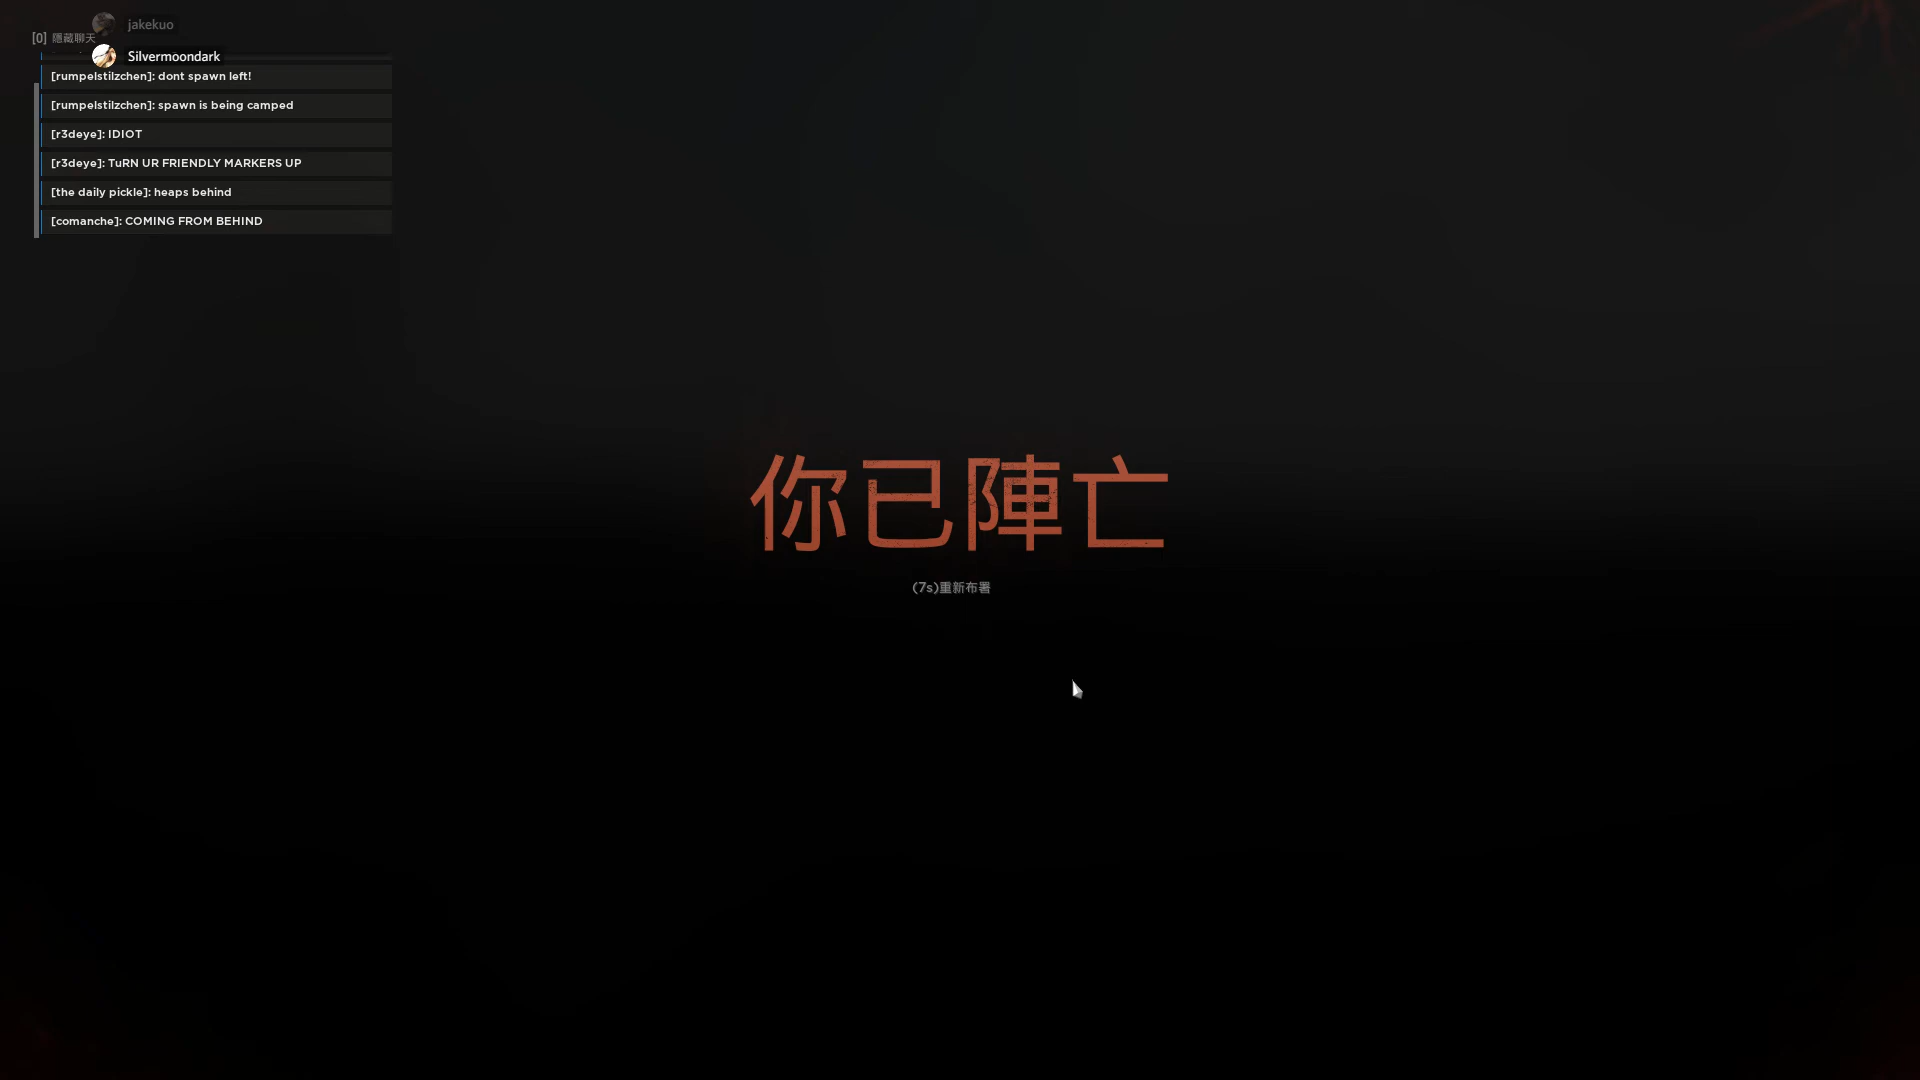 jakekuo
[0] 隱藏聊天
Silvermoondark
[rumpelstilzchen]: dont spawn left!
[rumpelstilzchen]: spawn is being camped
[r3deye]: IDIOT
[r3deye]: TuRN UR FRIENDLY MARKERS UP
[the daily pickle]: heaps behind
[comanche]: COMING FROM BEHIND
你已陣亡
(7s)重新布署